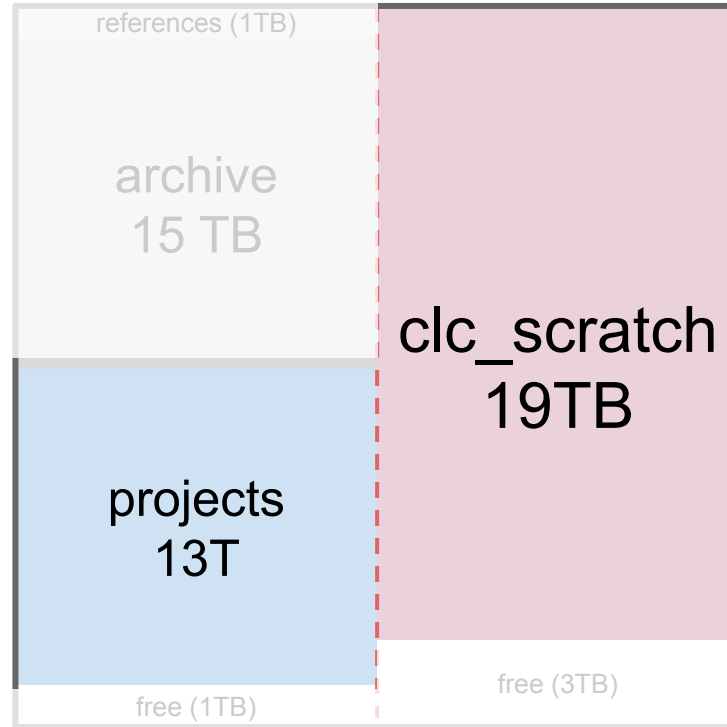 references (1TB)
archive
15 TB
projects
13T
free (1TB)
clc_scratch
19TB
free (3TB)